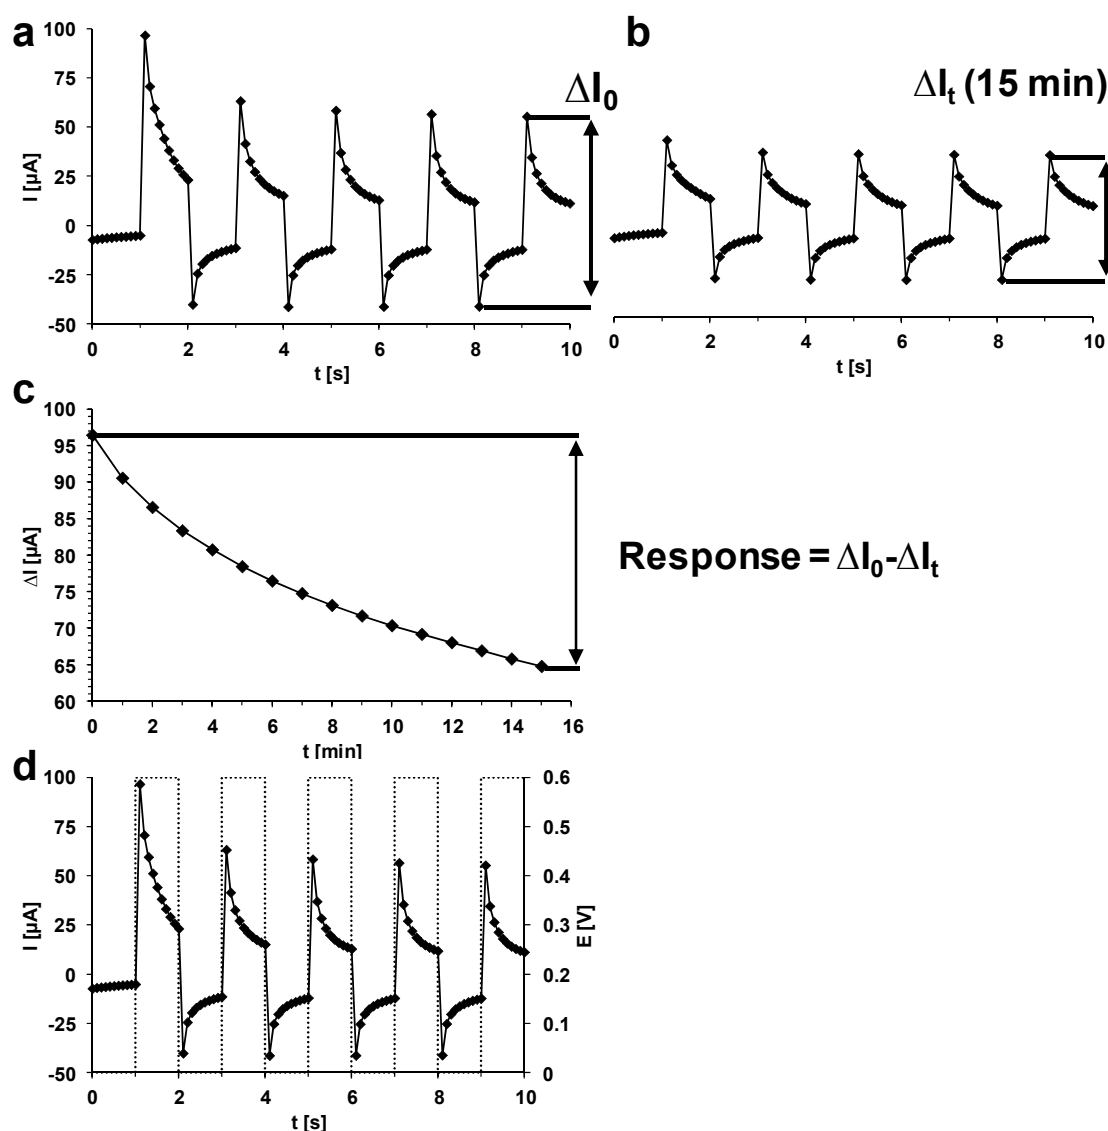 a
100
75
50
25
0
-25
-50
I [µA]
0 2 4 6 8 10
t [s]
ΔI0
b
ΔIt (15 min)
0 2 4 6 8 10
t [s]
c
100
95
90
85
80
75
70
65
60
ΔI [µA]
0 2 4 6 8 10 12 14 16
t [min]
Response = ΔI0-ΔIt
d
100
75
50
25
0
-25
-50
I [µA]
0.6
0.5
0.4
0.3
0.2
0.1
0
E [V]
0 2 4 6 8 10
t [s]